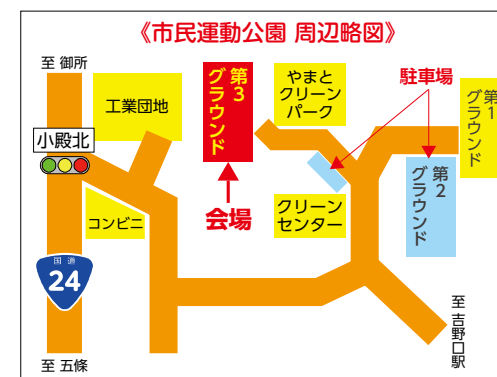 《市民運動公園 周辺略図》
至 御所
工業団地
第3
グラウンド
やまと
クリーン
パーク
駐車場
第1
グラウンド
小殿北
第2
グラウンド
コンビニ
会場
クリーン
センター
国道
24
至 吉野口駅
至 五條